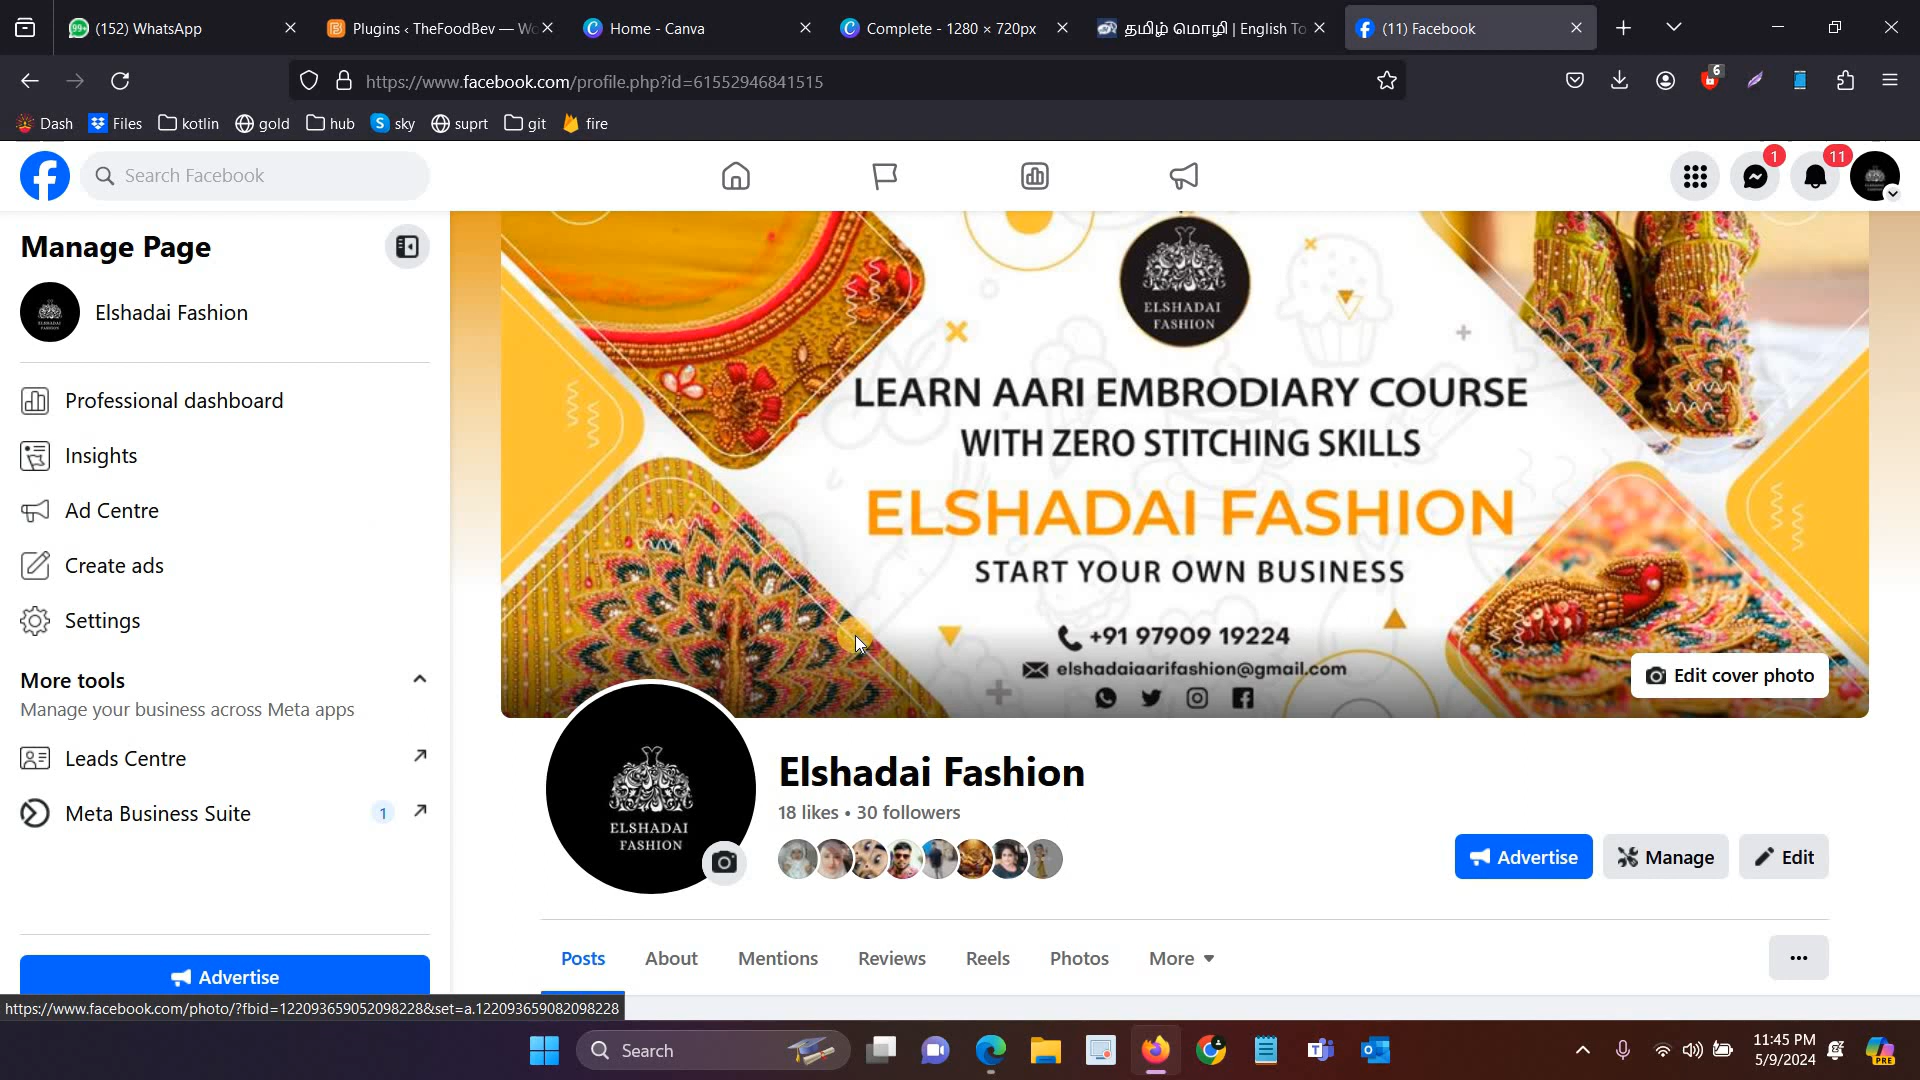 (152) WhatsApp
Plugins ‹ TheFoodBev — Wo
Home - Canva
Complete - 1280 × 720px
தமிழ் மொழி | English To
(11) Facebook
https://www.facebook.com/profile.php?id=61552946841515
6
Dash
Files
kotlin
gold
hub
sky
suprt
git
fire
Search Facebook
1
11
Manage Page
Elshadai Fashion
Professional dashboard
Insights
Ad Centre
Create ads
Settings
More tools
Manage your business across Meta apps
Leads Centre
Meta Business Suite
1
Advertise
ELSHADAI
FASHION
LEARN AARI EMBRODIARY COURSE
WITH ZERO STITCHING SKILLS
ELSHADAI FASHION
START YOUR OWN BUSINESS
+91 97909 19224
elshadaiaarifashion@gmail.com
Edit cover photo
ELSHADAI
FASHION
Elshadai Fashion
18 likes • 30 followers
Advertise
Manage
Edit
Posts
About
Mentions
Reviews
Reels
Photos
More
https://www.facebook.com/photo/?fbid=122093659052098228&set=a.122093659082098228
Search
11:45 PM
5/9/2024
PRE